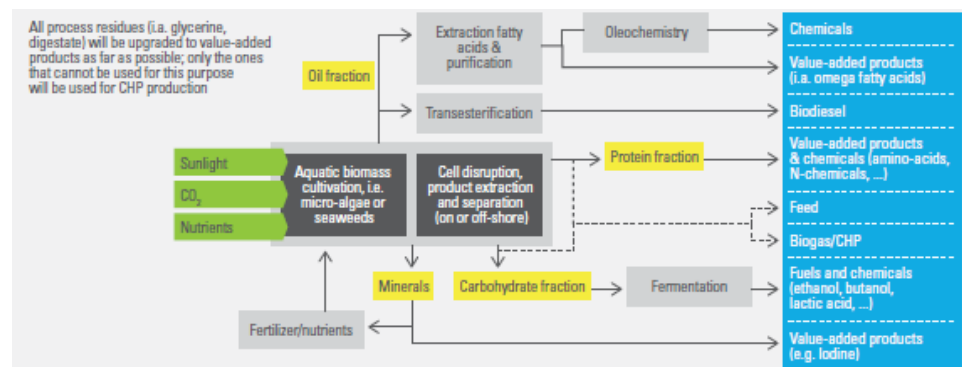 All process residues (i.a. glycerine,
digestate) will be upgraded to value-added
products as far as possible; only the ones
that cannot be used for this purpose
will be used for CHP production
Oil fraction
Extraction fatty
acids &
purification
Oleochemistry
Chemicals
Value-added products
(i.a. omega fatty acids)
Transesterification
Biodiesel
Sunlight
CO₂
Nutrients
Aquatic biomass
cultivation, i.e.
micro-algae or
seaweeds
Cell disruption,
product extraction
and separation
(on or off-shore)
Protein fraction
Value-added products
& chemicals (amino-acids,
N-chemicals, ...)
Feed
Biogas/CHP
Minerals
Carbohydrate fraction
Fermentation
Fuels and chemicals
(ethanol, butanol,
lactic acid, ...)
Fertilizer/nutrients
Value-added products
(e.g. Iodine)